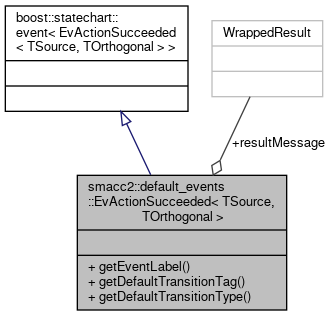 boost::statechart::
event< EvActionSucceeded
< TSource, TOrthogonal > >
WrappedResult
+resultMessage
smacc2::default_events
::EvActionSucceeded< TSource,
TOrthogonal >
+ getEventLabel()
+ getDefaultTransitionTag()
+ getDefaultTransitionType()